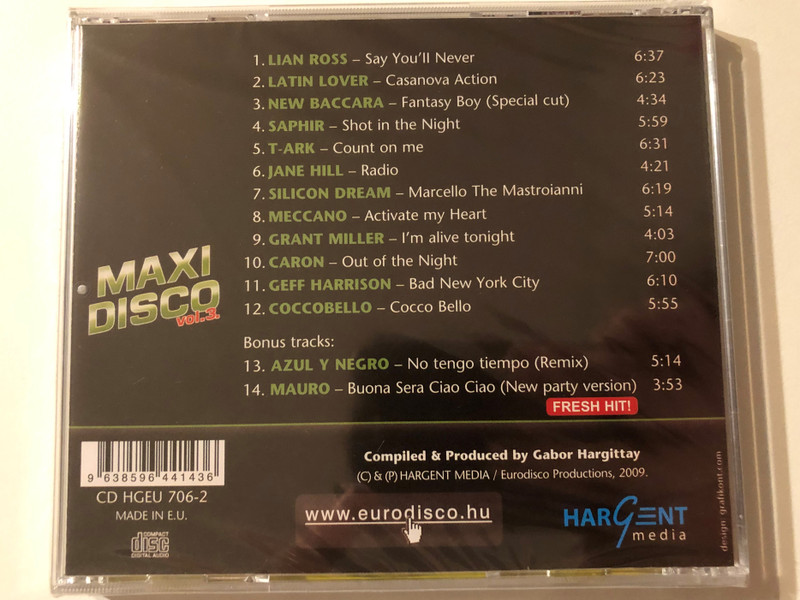 1. LIAN ROSS – Say You'll Never 6:37
2. LATIN LOVER – Casanova Action 6:23
3. NEW BACCARA – Fantasy Boy (Special cut) 4:34
4. SAPHIR – Shot in the Night 5:59
5. T-ARK – Count on me 6:31
6. JANE HILL – Radio 4:21
7. SILICON DREAM – Marcello The Mastroianni 6:19
8. MECCANO – Activate my Heart 5:14
9. GRANT MILLER – I'm alive tonight 4:03
10. CARON – Out of the Night 7:00
11. GEFF HARRISON – Bad New York City 6:10
12. COCCOBELLO – Cocco Bello 5:55
MAXI
DISCO
vol.3.
Bonus tracks:
13. AZUL Y NEGRO – No tengo tiempo (Remix) 5:14
14. MAURO – Buona Sera Ciao Ciao (New party version) 3:53
FRESH HIT!
9 638596 441436
CD HGEU 706-2
MADE IN E.U.
COMPACT
disc
DIGITAL AUDIO
Compiled & Produced by Gabor Hargittay
(C) & (P) HARGENT MEDIA / Eurodisco Productions, 2009.
www.eurodisco.hu
HARGENT
media
design: grafikont.com